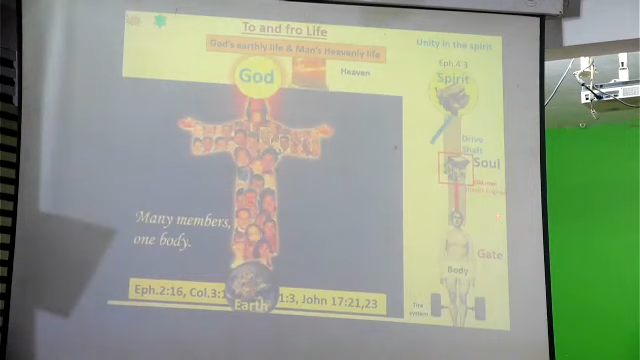 To and fro Life
God's earthly life & Man's Heavenly life
Unity in the spirit
Eph.4:3
God
Heaven
Spirit
Drive
Shaft
Soul
Many members,
one body.
Gate
Body
Eph.2:16, Col.3:1
1:3, John 17:21,23
Earth
Tire
system